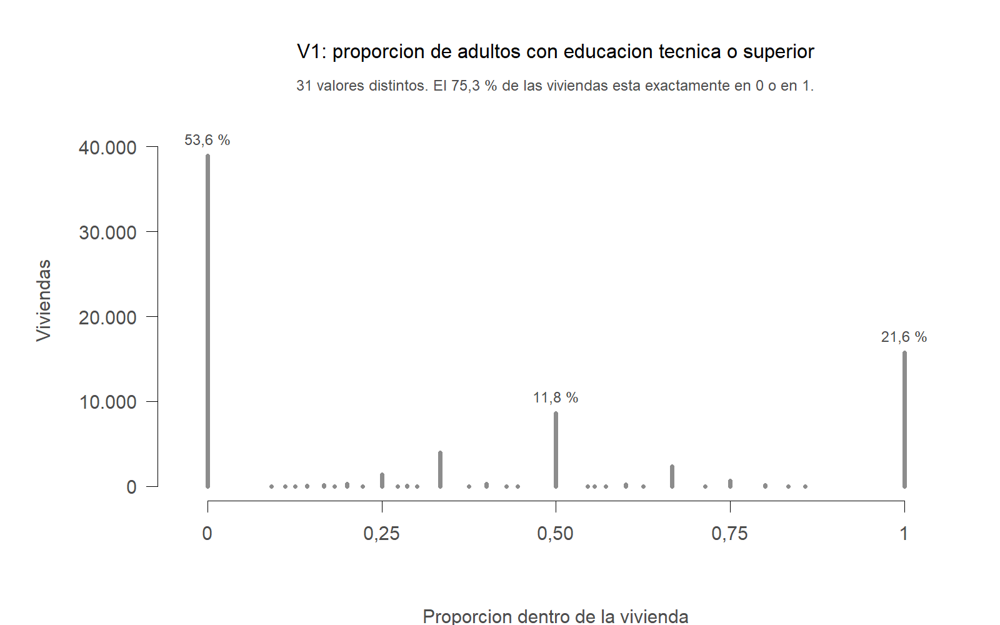 V1: proporcion de adultos con educacion tecnica o superior
31 valores distintos. El 75,3 % de las viviendas esta exactamente en 0 o en 1.
53,6 %
40.000
30.000
20.000
21,6 %
11,8 %
10.000
0
Viviendas
0 0,25 0,50 0,75 1
Proporcion dentro de la vivienda